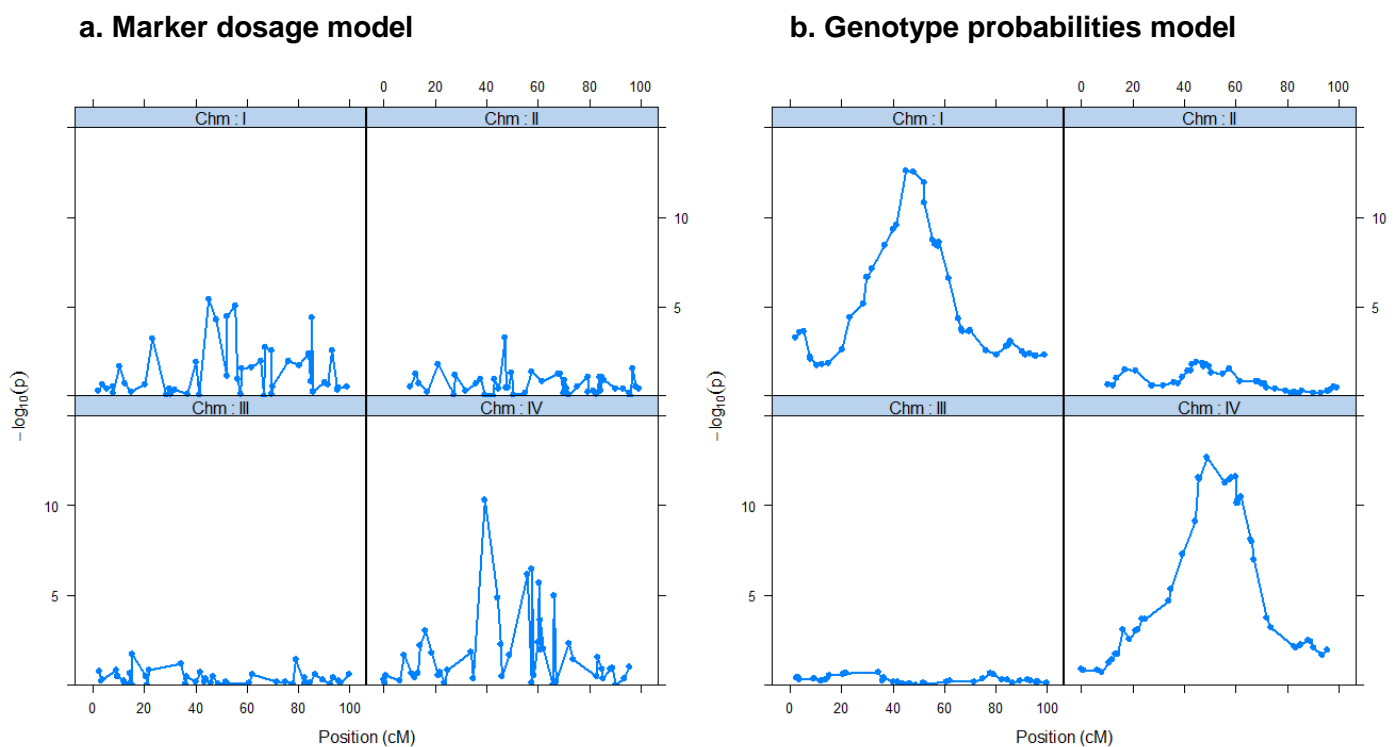 a. Marker dosage model
b. Genotype probabilities model
0 20 40 60 80 100
0 20 40 60 80 100
Chm : I
Chm : II
Chm : I
Chm : II
10
5
10
5
− log10(p)
− log10(p)
Chm : III
Chm : IV
Chm : III
Chm : IV
10
5
10
5
0 20 40 60 80 100
0 20 40 60 80 100
Position (cM)
Position (cM)